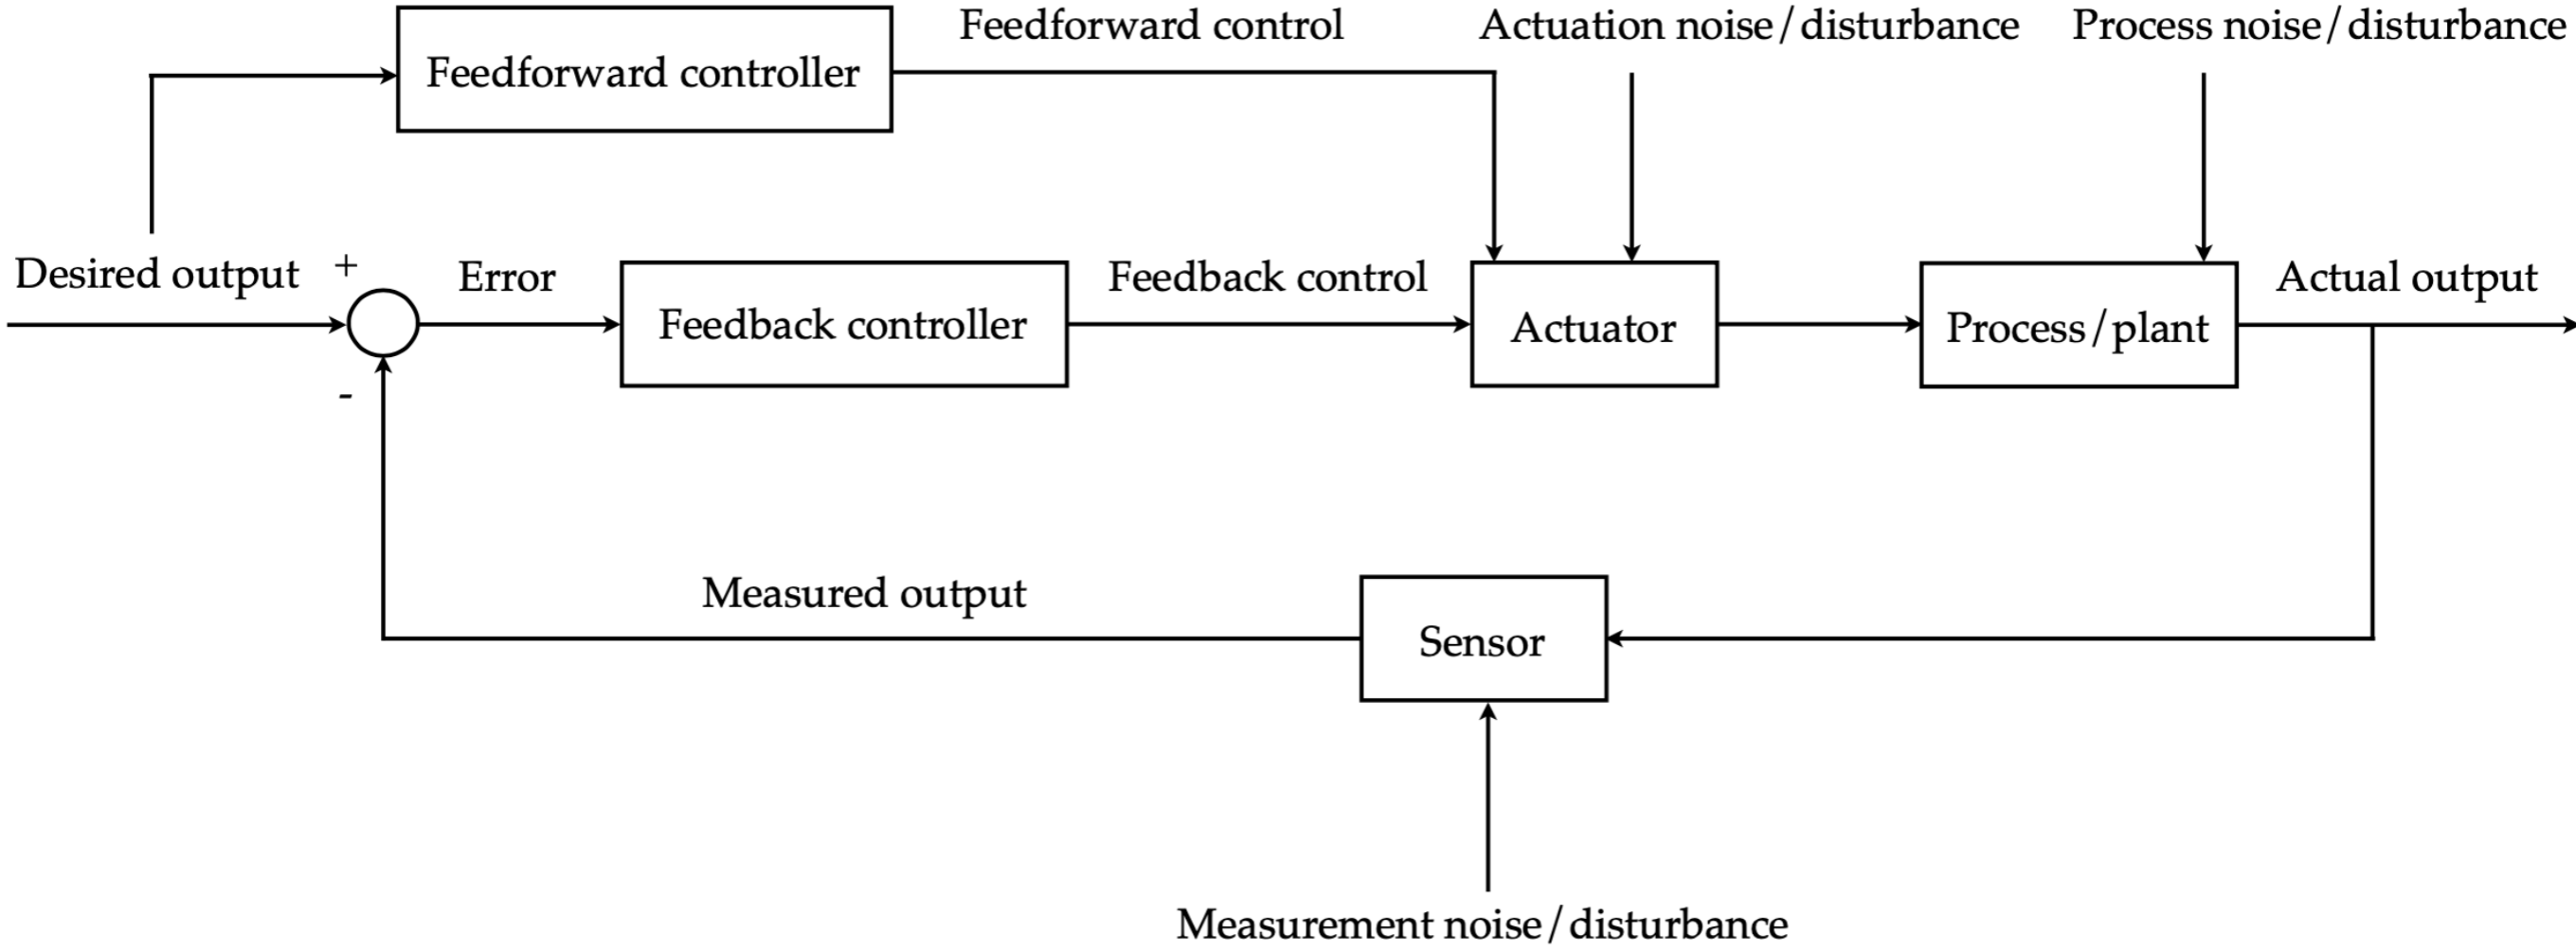 Feedforward control
Actuation noise/disturbance
Process noise/disturbance
Feedforward controller
Desired output
+
Error
Feedback control
Actual output
Feedback controller
Actuator
Process/plant
-
Measured output
Sensor
Measurement noise/disturbance